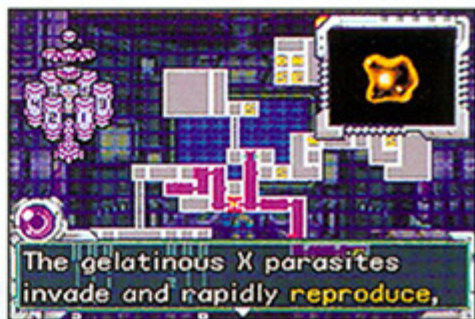 The gelatinous X parasites
invade and rapidly reproduce,